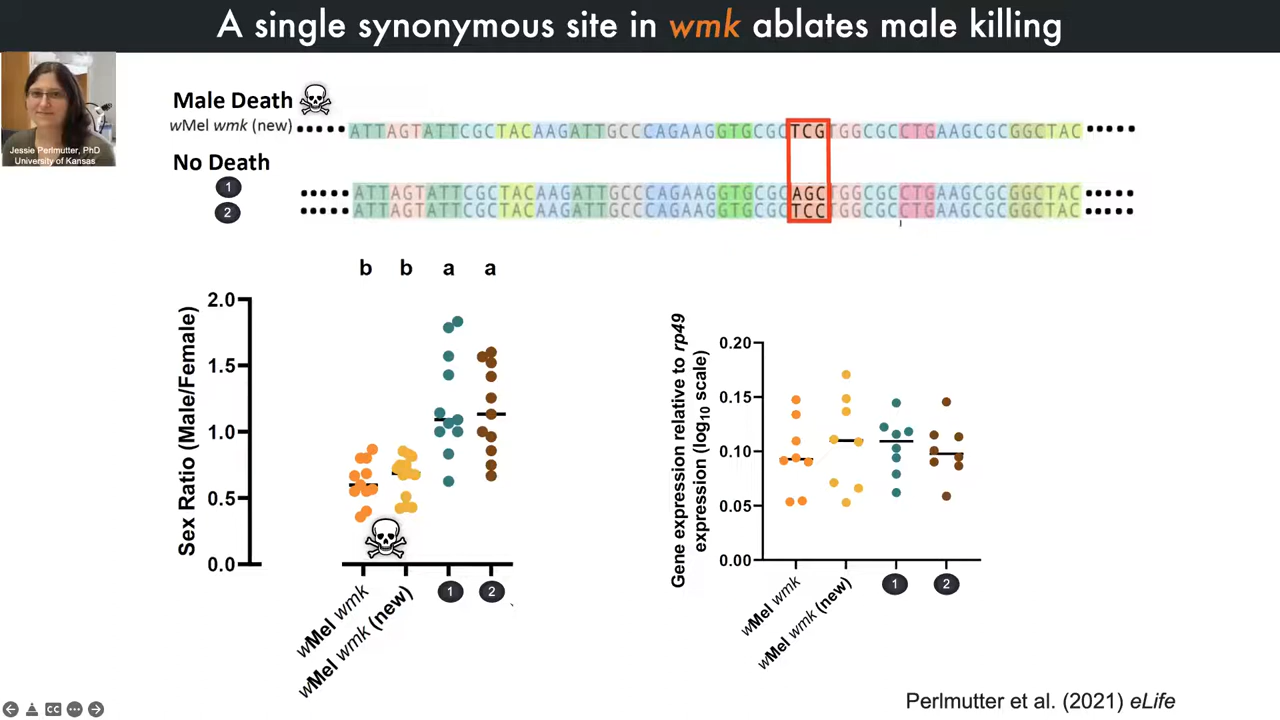 A single synonymous site in wmk ablates male killing
Jessie Perlmutter, PhD
University of Kansas
Male Death
wMel wmk (new)
ATTAGTATTCGCTACAAGATTGCCCAGAAGGTGCGCTCGTGGCGCCTGAAGCGCGGCTAC
No Death
1
ATTAGTATTCGCTACAAGATTGCCCAGAAGGTGCGCAGCTGGCGCCTGAAGCGCGGCTAC
2
ATTAGTATTCGCTACAAGATTGCCCAGAAGGTGCGCTCCTGGCGCCTGAAGCGCGGCTAC
b b a a
Sex Ratio (Male/Female)
2.0
1.5
1.0
0.5
0.0
wMel wmk
wMel wmk (new)
1
2
Gene expression relative to rp49
expression (log10 scale)
0.20
0.15
0.10
0.05
0.00
wMel wmk
wMel wmk (new)
1
2
Perlmutter et al. (2021) eLife
CC